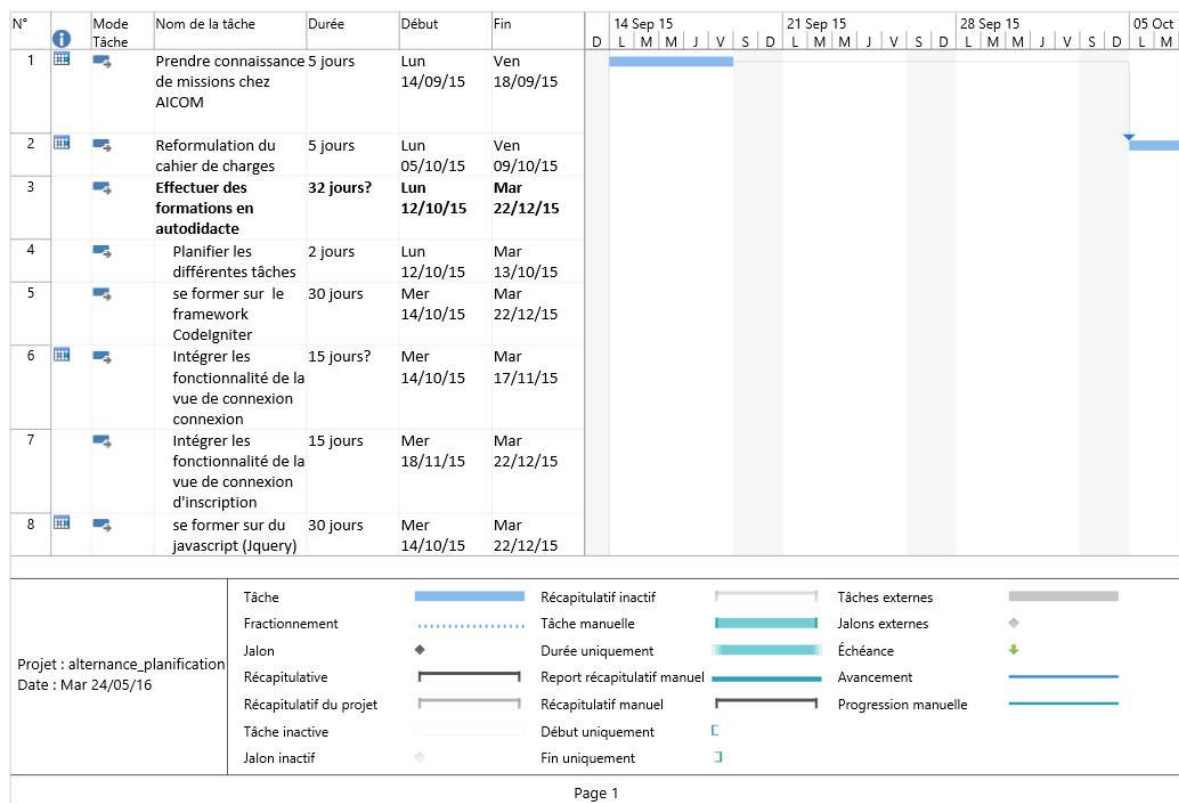 N° Mode Nom de la tâche Durée Début Fin 14 Sep 15 21 Sep 15 28 Sep 15 05 Oct
Tâche D L M M J V S D L M M J V S D L M M J V S D L M
1 Prendre connaissance 5 jours Lun Ven
de missions chez 14/09/15 18/09/15
AICOM
2 Reformulation du 5 jours Lun Ven
cahier de charges 05/10/15 09/10/15
3 Effectuer des 32 jours? Lun Mar
formations en 12/10/15 22/12/15
autodidacte
4 Planifier les 2 jours Lun Mar
différentes tâches 12/10/15 13/10/15
5 se former sur le 30 jours Mer Mar
framework 14/10/15 22/12/15
CodeIgniter
6 Intégrer les 15 jours? Mer Mar
fonctionnalité de la 14/10/15 17/11/15
vue de connexion
connexion
7 Intégrer les 15 jours Mer Mar
fonctionnalité de la 18/11/15 22/12/15
vue de connexion
d'inscription
8 se former sur du 30 jours Mer Mar
javascript (Jquery) 14/10/15 22/12/15
Projet : alternance_planification
Date : Mar 24/05/16
Tâche Récapitulatif inactif Tâches externes
Fractionnement Tâche manuelle Jalons externes
Jalon Durée uniquement Échéance
Récapitulative Report récapitulatif manuel Avancement
Récapitulatif du projet Récapitulatif manuel Progression manuelle
Tâche inactive Début uniquement
Jalon inactif Fin uniquement
Page 1